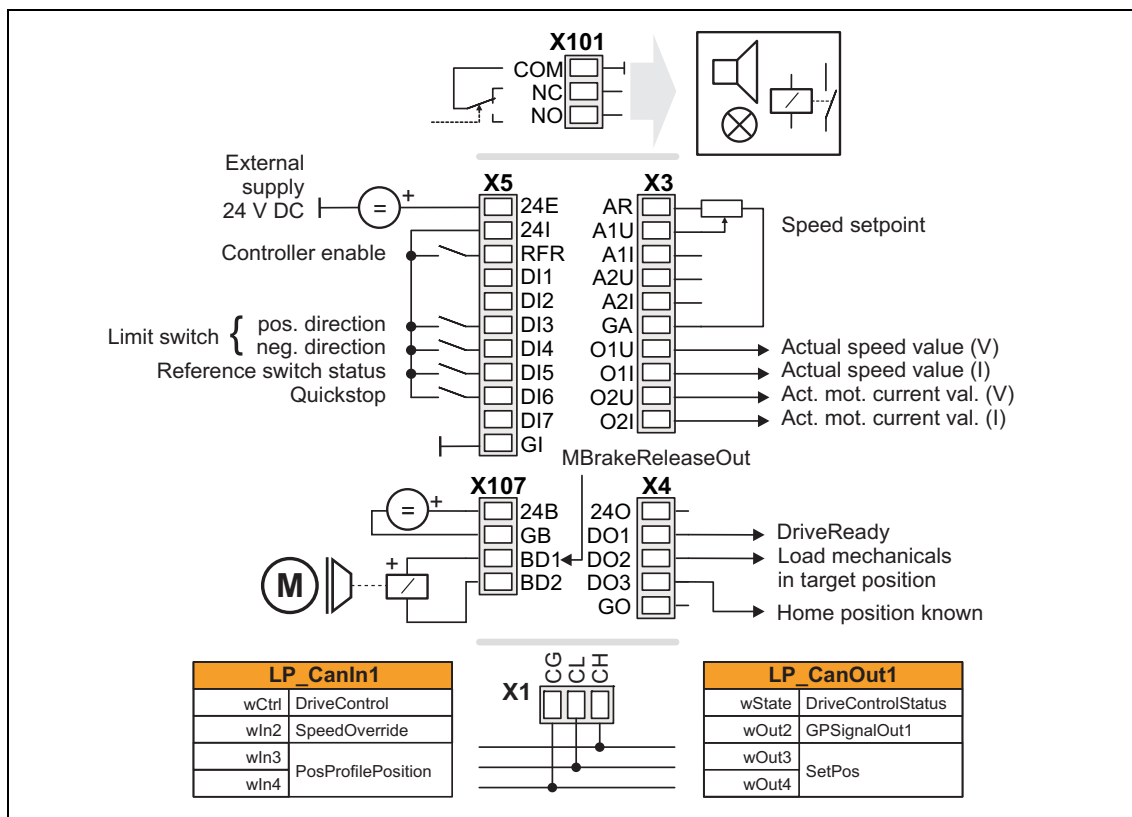 X101
COM
NC
NO
External
supply
24 V DC
=
+
Controller enable
Limit switch { pos. direction
neg. direction
Reference switch status
Quickstop
X5
24E
24I
RFR
DI1
DI2
DI3
DI4
DI5
DI6
DI7
GI
X3
AR
A1U
A1I
A2U
A2I
GA
O1U
O1I
O2U
O2I
Speed setpoint
Actual speed value (V)
Actual speed value (I)
Act. mot. current val. (V)
Act. mot. current val. (I)
MBrakeReleaseOut
X107
=
+
24B
GB
BD1
BD2
M
+
X4
24O
DO1
DO2
DO3
GO
DriveReady
Load mechanicals
in target position
Home position known
LP_CanIn1
wCtrl DriveControl
wIn2 SpeedOverride
wIn3
PosProfilePosition
wIn4
X1
CG
CL
CH
LP_CanOut1
wState DriveControlStatus
wOut2 GPSignalOut1
wOut3
SetPos
wOut4